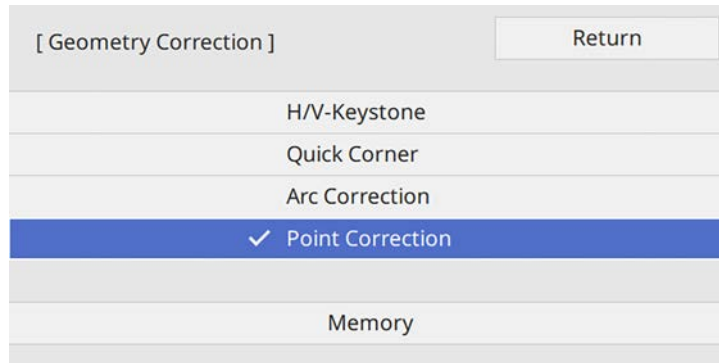 [ Geometry Correction ]
Return
H/V-Keystone
Quick Corner
Arc Correction
Point Correction
Memory